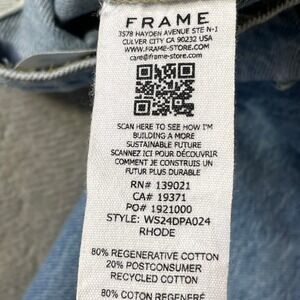 FRAME
3578 HAYDEN AVENUE STE N-1
CULVER CITY CA 90232 USA
WWW.FRAME-STORE.COM
care@frame-store.com
SCAN HERE TO SEE HOW I'M
BUILDING A MORE
SUSTAINABLE FUTURE
SCANNEZ ICI POUR DÉCOUVRIR
COMMENT JE CONSTRUIS UN
FUTUR PLUS DURABLE
RN# 139021
CA# 19371
PO# 1921000
STYLE: WS24DPA024
RHODE
80% REGENERATIVE COTTON
20% POSTCONSUMER
RECYCLED COTTON
80% COTON REGENERÉ